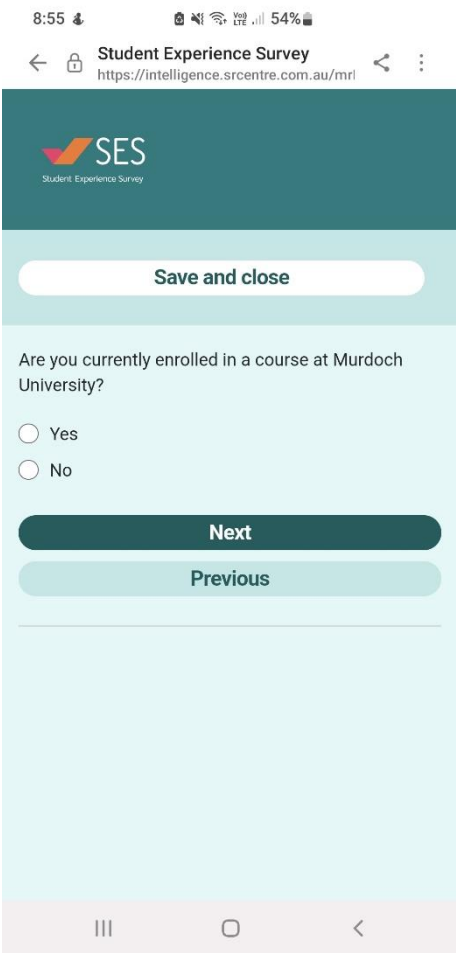 8:55 54%
Student Experience Survey
https://intelligence.srcentre.com.au/mrl
SES
Student Experience Survey
Save and close
Are you currently enrolled in a course at Murdoch
University?
Yes
No
Next
Previous